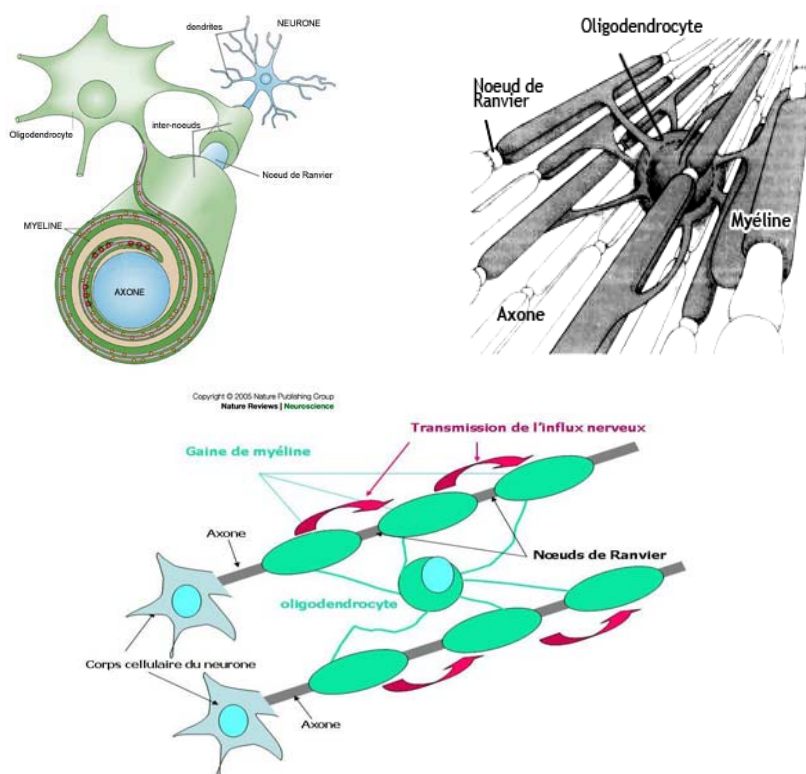 dendrites
NEURONE
Oligodendrocyte
inter-noeuds
Noeud de Ranvier
MYELINE
AXONE
Oligodendrocyte
Noeud de
Ranvier
Myéline
Axone
Copyright © 2005 Nature Publishing Group
Nature Reviews | Neuroscience
Transmission de l'influx nerveux
Gaine de myéline
Axone
Nœuds de Ranvier
oligodendrocyte
Corps cellulaire du neurone
Axone